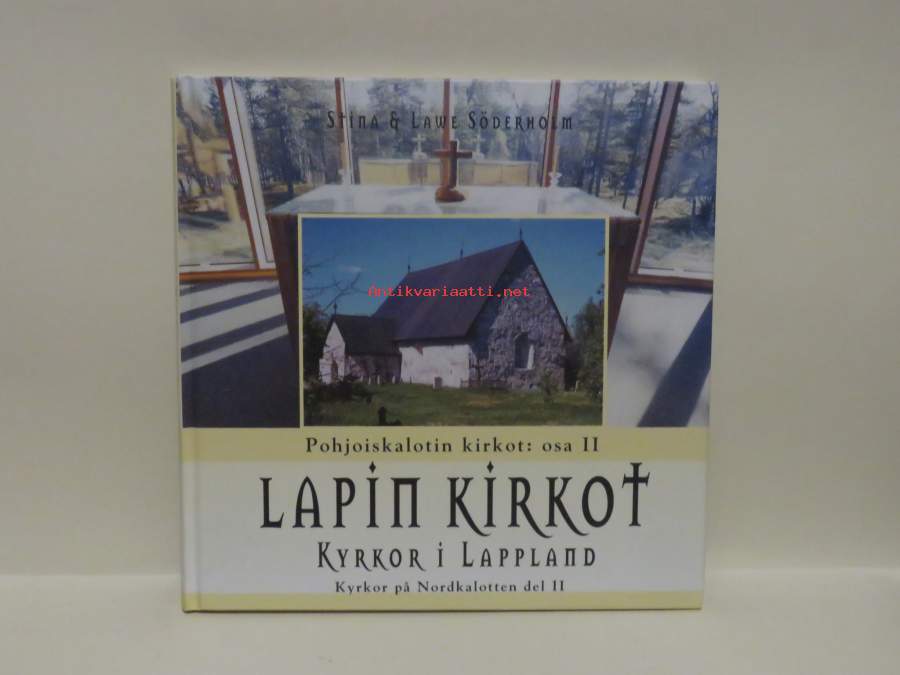 Stina & Lawe Söderholm
Antikvariaatti.net
Pohjoiskalotin kirkot: osa II
LAPIN KIRKOT
Kyrkor i Lappland
Kyrkor på Nordkalotten del II